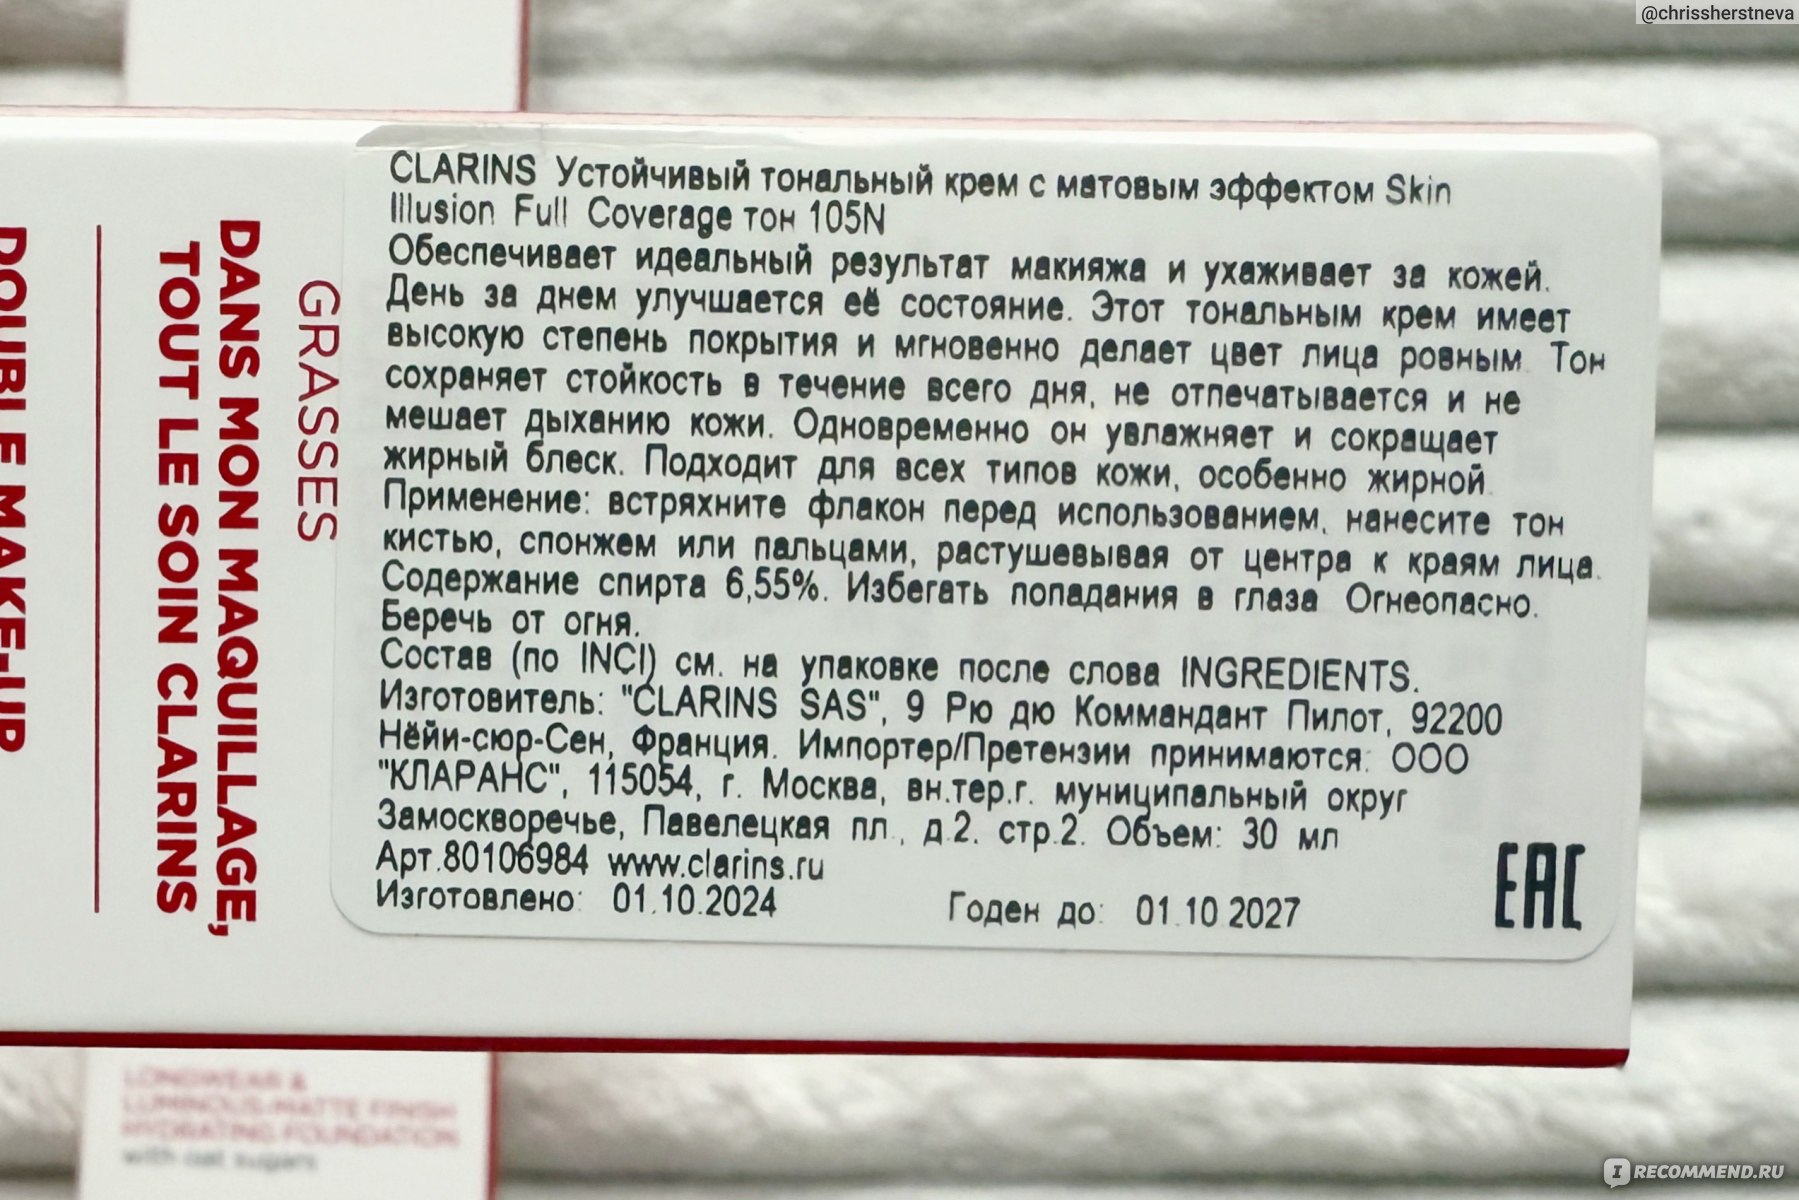 @chrissherstneva
DOUBLE MAKE-UP
DANS MON MAQUILLAGE,
TOUT LE SOIN CLARINS
GRASSES
CLARINS Устойчивый тональный крем с матовым эффектом Skin
Illusion Full Coverage тон 105N
Обеспечивает идеальный результат макияжа и ухаживает за кожей.
День за днем улучшается её состояние. Этот тональным крем имеет
высокую степень покрытия и мгновенно делает цвет лица ровным. Тон
сохраняет стойкость в течение всего дня, не отпечатывается и не
мешает дыханию кожи. Одновременно он увлажняет и сокращает
жирный блеск. Подходит для всех типов кожи, особенно жирной.
Применение: встряхните флакон перед использованием, нанесите тон
кистью, спонжем или пальцами, растушевывая от центра к краям лица.
Содержание спирта 6,55%. Избегать попадания в глаза Огнеопасно.
Беречь от огня.
Состав (по INCI) см. на упаковке после слова INGREDIENTS.
Изготовитель: "CLARINS SAS", 9 Рю дю Коммандант Пилот, 92200
Нёйи-сюр-Сен, Франция. Импортер/Претензии принимаются: ООО
"КЛАРАНС", 115054, г. Москва, вн.тер.г. муниципальный округ
Замоскворечье, Павелецкая пл., д.2. стр.2. Объем: 30 мл
Арт.80106984 www.clarins.ru
Изготовлено: 01.10.2024 Годен до: 01.10.2027
EAC
LONGWEAR &
LUMINOUS-MATTE FINISH
HYDRATING FOUNDATION
with oat sugars
IRECOMMEND.RU